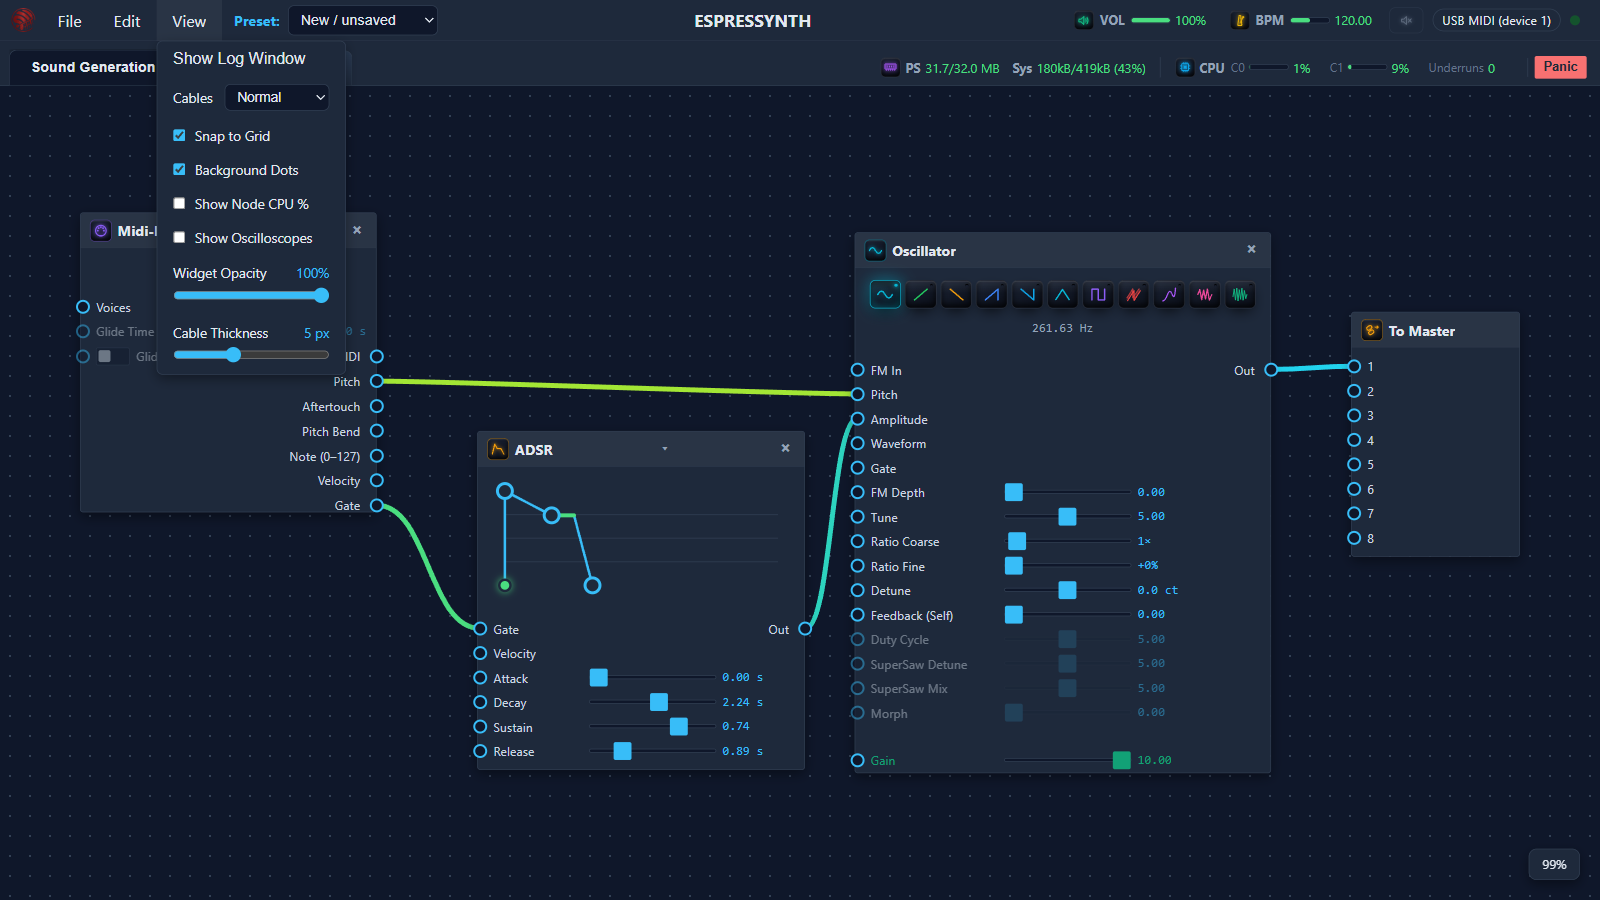 File Edit View Preset: New / unsaved ESPRESSYNTH VOL 100% BPM 120.00 USB MIDI (device 1)
Sound Generation PS 31.7/32.0 MB Sys 180kB/419kB (43%) CPU C0 1% C1 9% Underruns 0 Panic
Show Log Window
Cables Normal
Snap to Grid
Background Dots
Show Node CPU %
Show Oscilloscopes
Widget Opacity 100%
Cable Thickness 5 px
Midi-
Voices
Glide Time 0 s
Glid
IDI
Pitch
Aftertouch
Pitch Bend
Note (0–127)
Velocity
Gate
ADSR
Gate Out
Velocity
Attack 0.00 s
Decay 2.24 s
Sustain 0.74
Release 0.89 s
Oscillator
261.63 Hz
FM In Out
Pitch
Amplitude
Waveform
Gate
FM Depth 0.00
Tune 5.00
Ratio Coarse 1×
Ratio Fine +0%
Detune 0.0 ct
Feedback (Self) 0.00
Duty Cycle 5.00
SuperSaw Detune 5.00
SuperSaw Mix 5.00
Morph 0.00
Gain 10.00
To Master
1
2
3
4
5
6
7
8
99%